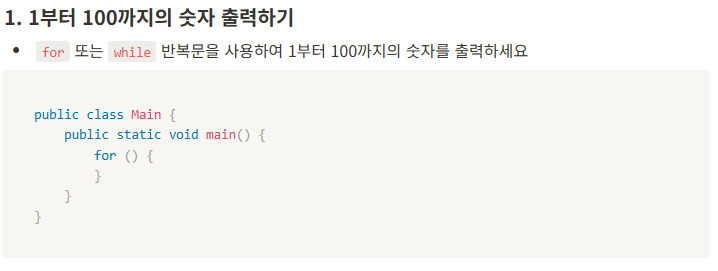 1. 1부터 100까지의 숫자 출력하기
• for 또는 while 반복문을 사용하여 1부터 100까지의 숫자를 출력하세요
public class Main {
    public static void main() {
        for () {
        }
    }
}